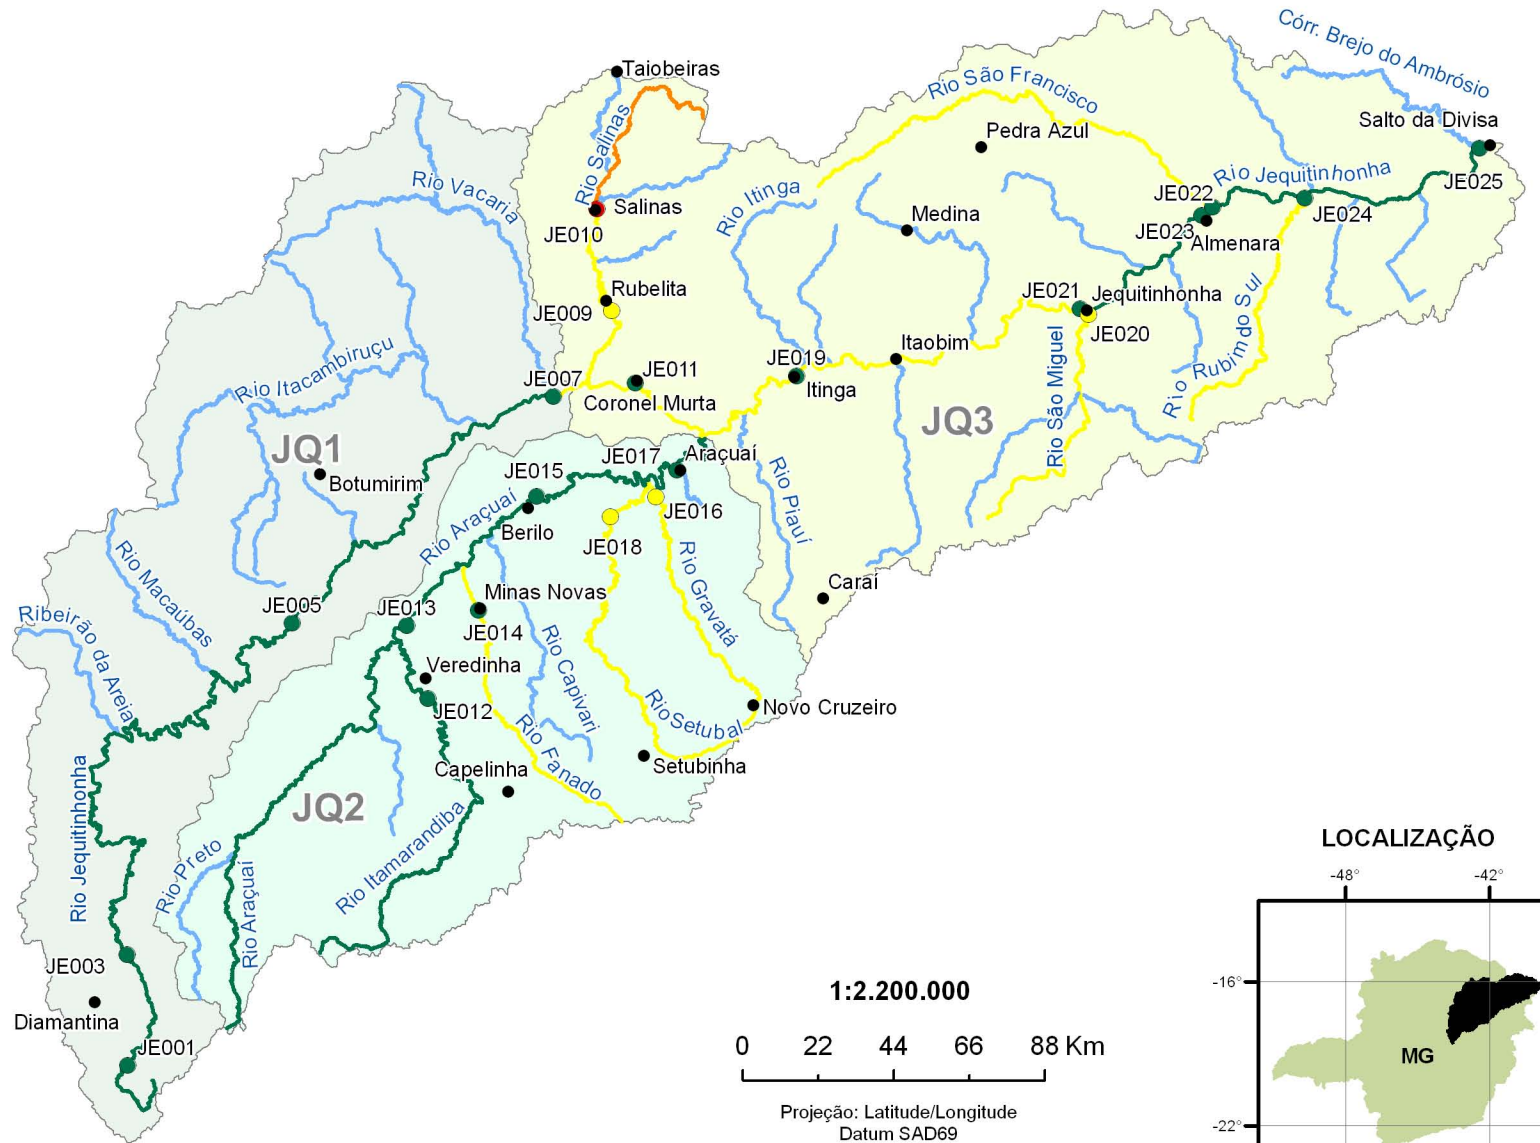 Córr. Brejo do Ambrósio
Taiobeiras
Rio São Francisco
Salto da Divisa
Pedra Azul
Rio Salinas
Rio Jequitinhonha
JE025
Rio Vacaria
Rio Itinga
JE022
Salinas
Medina
JE024
JE010
JE023
Almenara
Rubelita
JE021
Jequitinhonha
JE009
JE020
Rio Rubim do Sul
Itaobim
Rio São Miguel
Rio Itacambiruçu
JE007
JE011
JE019
Coronel Murta
Itinga
JQ3
JQ1
Botumirim
JE015
JE017
Araçuaí
Rio Piauí
Rio Araçuaí
Berilo
JE016
JE018
Rio Macaúbas
Rio Gravatá
Caraí
Minas Novas
JE005
JE013
JE014
Ribeirão da Areia
Rio Capivari
Veredinha
JE012
Rio Setubal
Novo Cruzeiro
Rio Fanado
Setubinha
Capelinha
Rio Jequitinhonha
JQ2
Rio Preto
Rio Itamarandiba
Rio Araçuaí
JE003
Diamantina
JE001
LOCALIZAÇÃO
-48°
-42°
-16°
MG
-22°
1:2.200.000
0 22 44 66 88 Km
Projeção: Latitude/Longitude
Datum SAD69